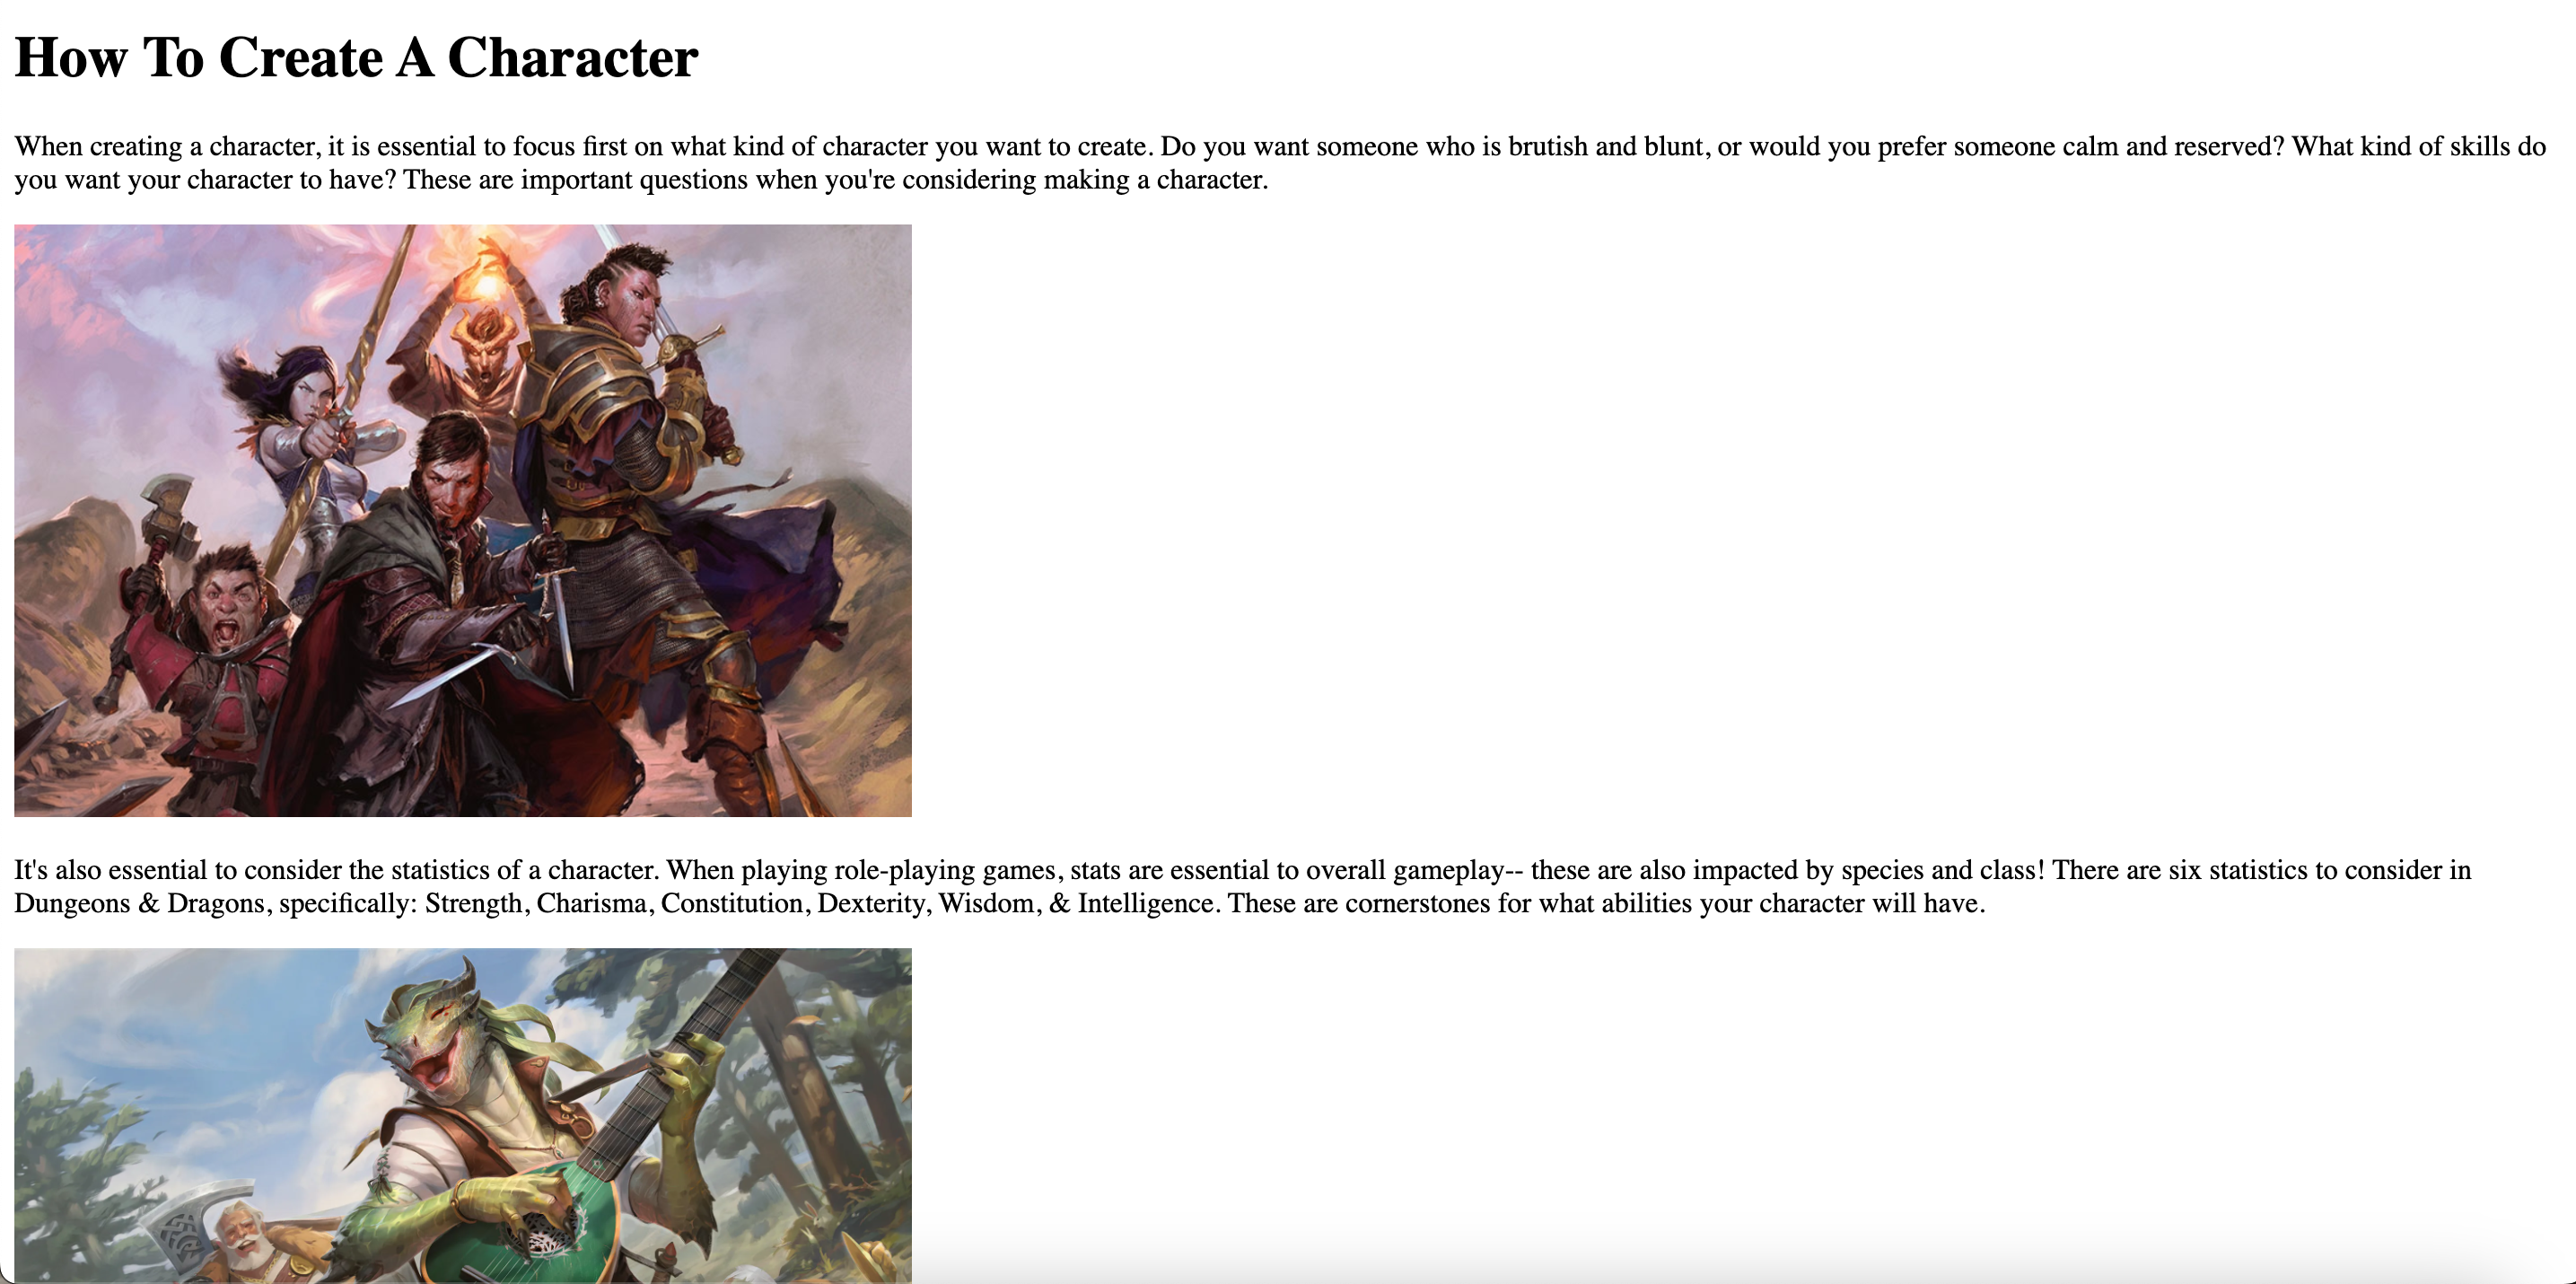 How To Create A Character
When creating a character, it is essential to focus first on what kind of character you want to create. Do you want someone who is brutish and blunt, or would you prefer someone calm and reserved? What kind of skills do
you want your character to have? These are important questions when you're considering making a character.
It's also essential to consider the statistics of a character. When playing role-playing games, stats are essential to overall gameplay-- these are also impacted by species and class! There are six statistics to consider in
Dungeons & Dragons, specifically: Strength, Charisma, Constitution, Dexterity, Wisdom, & Intelligence. These are cornerstones for what abilities your character will have.